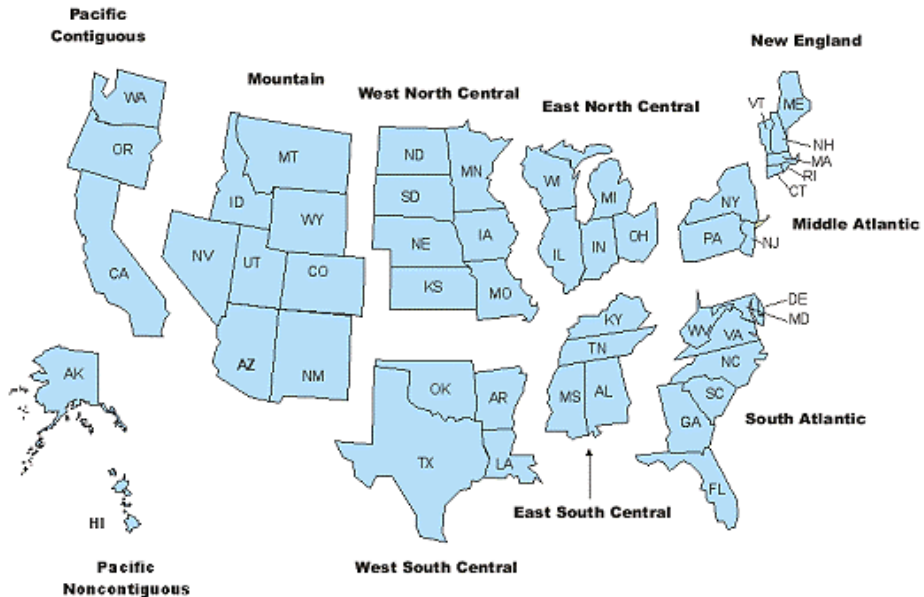 Pacific
Contiguous
WA
OR
CA
Mountain
MT
ID
WY
NV
UT
CO
AZ
NM
West North Central
ND
MN
SD
IA
NE
KS
MO
East North Central
WI
MI
IL
IN
OH
New England
VT
ME
NH
MA
RI
CT
NY
Middle Atlantic
PA
NJ
DE
MD
WV
VA
NC
SC
GA
South Atlantic
FL
KY
TN
MS
AL
East South Central
OK
AR
TX
LA
West South Central
AK
HI
Pacific
Noncontiguous